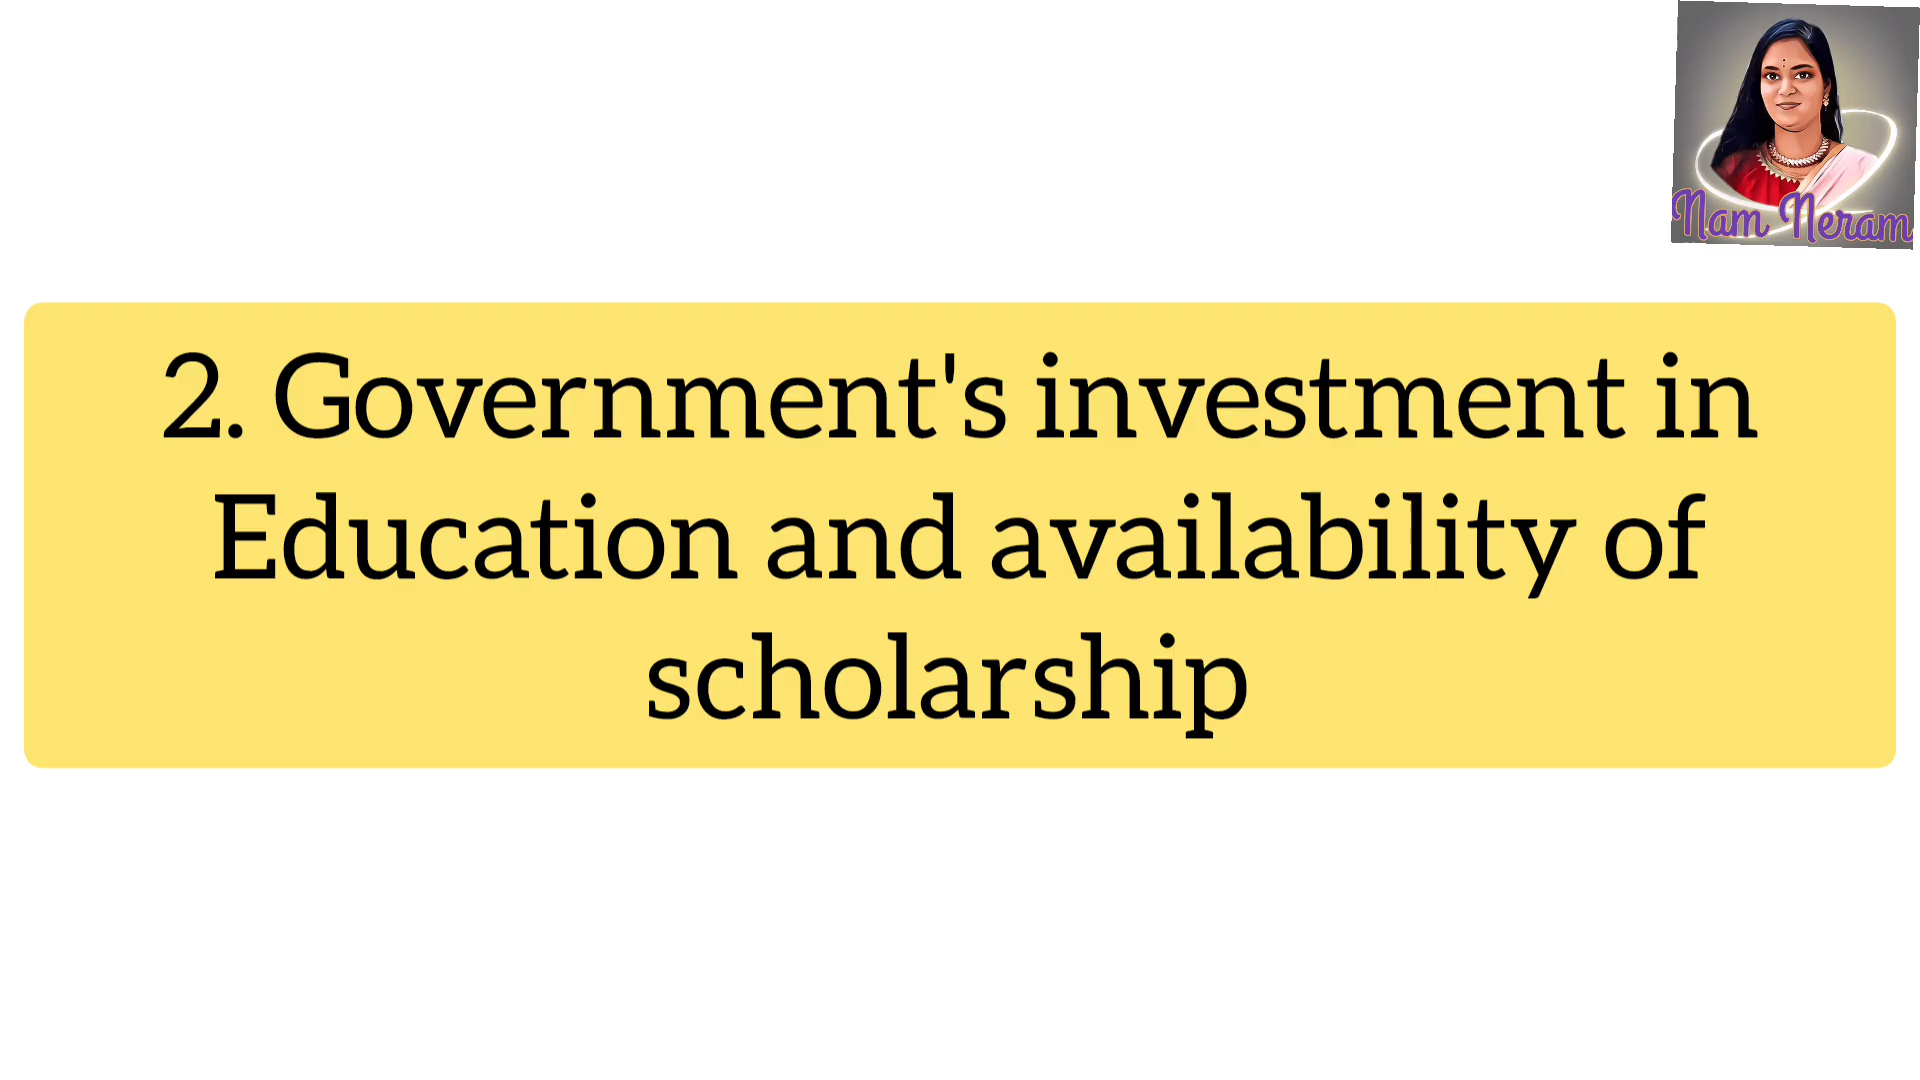 Nam Neram
2. Government's investment in
Education and availability of
scholarship